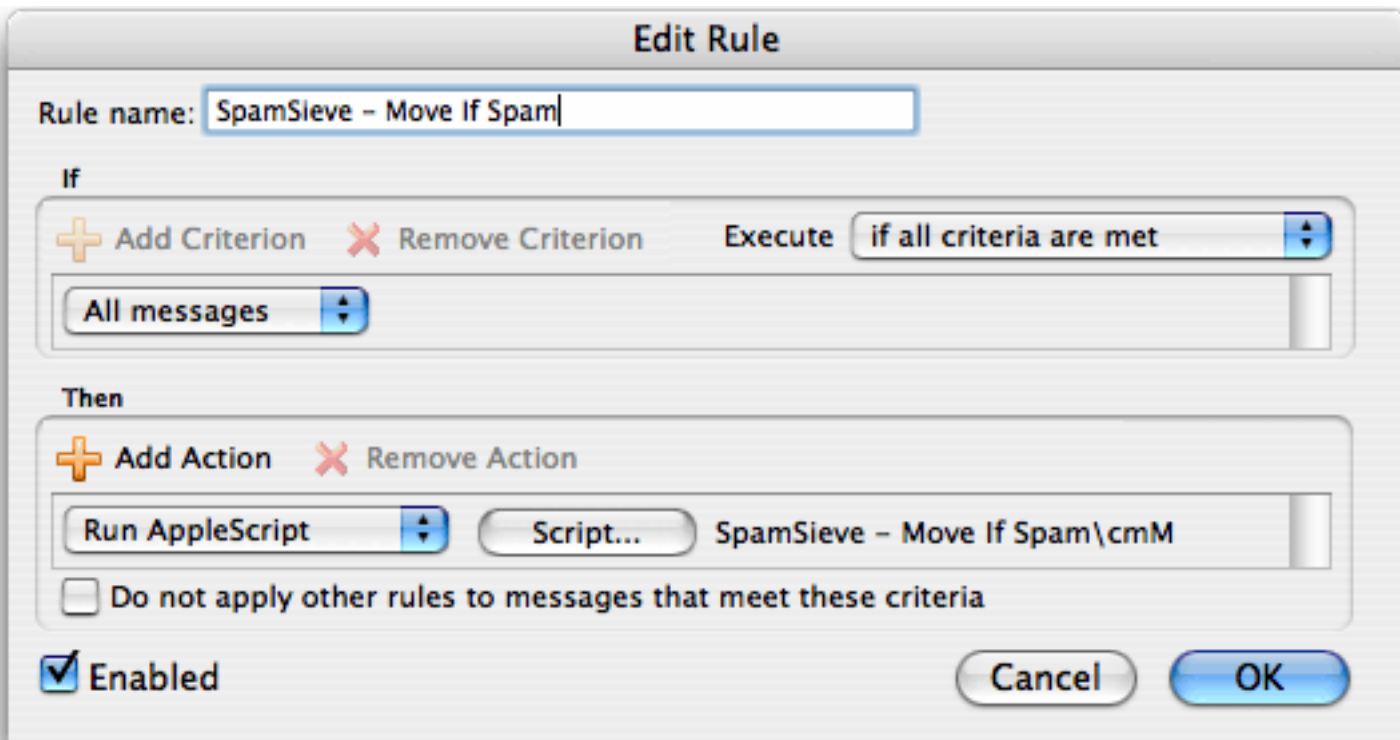 Edit Rule
Rule name: SpamSieve – Move If Spam
If
Add Criterion Remove Criterion Execute if all criteria are met
All messages
Then
Add Action Remove Action
Run AppleScript Script... SpamSieve – Move If Spam\cmM
Do not apply other rules to messages that meet these criteria
Enabled Cancel OK